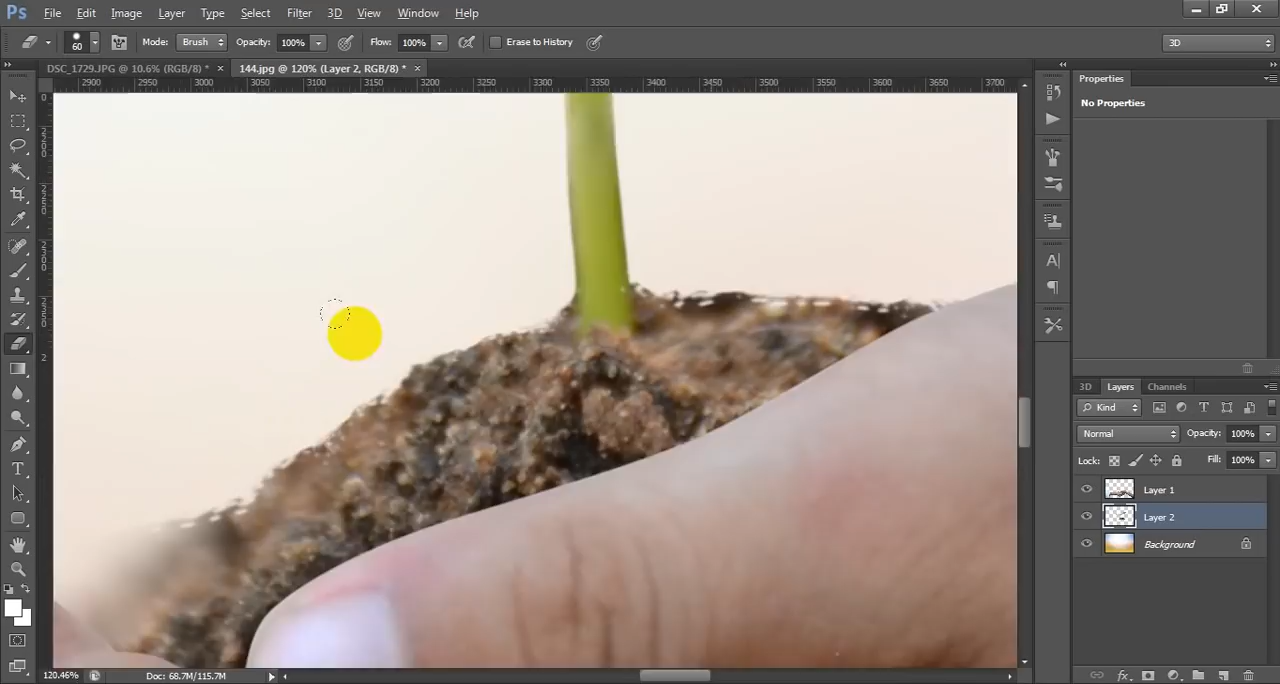 Ps File Edit Image Layer Type Select Filter 3D View Window Help
60 Mode: Brush Opacity: 100% Flow: 100% Erase to History 3D
DSC_1729.JPG @ 10.6% (RGB/8) * × 144.jpg @ 120% (Layer 2, RGB/8) * ×
2900 3000 3050 3100 3150 3200 3250 3300 3350 3400 3450 3500 3550 3600 3650 3700
Properties
No Properties
3D Layers Channels
Kind
Normal Opacity: 100%
Lock: Fill: 100%
Layer 1
Layer 2
Background
120.46% Doc: 68.7M/115.7M